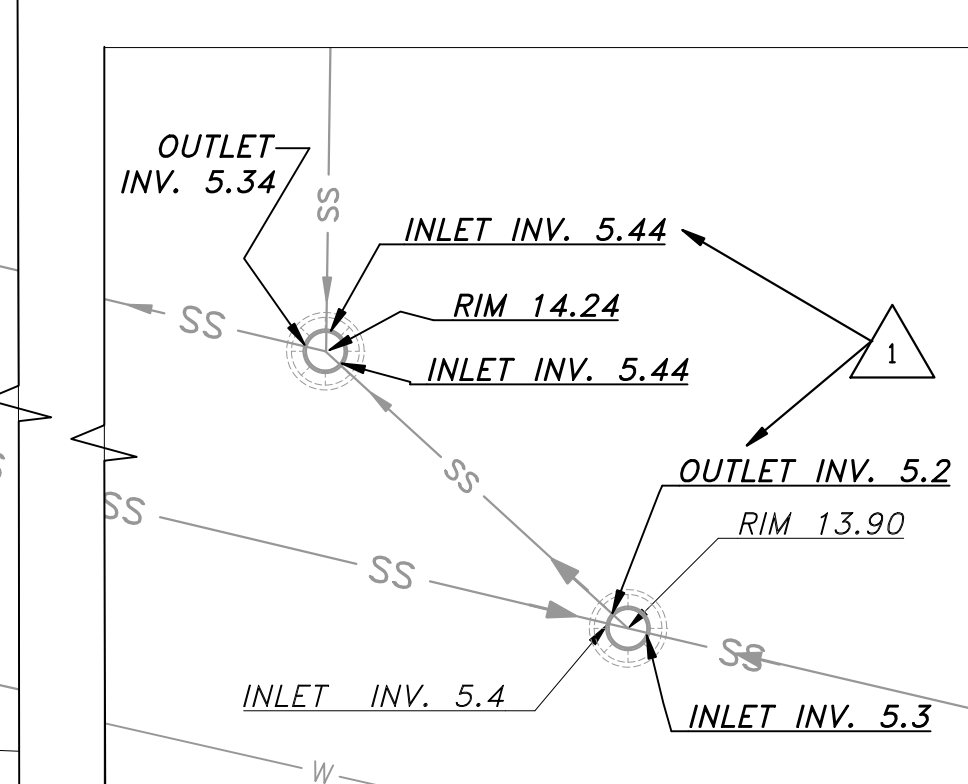 OUTLET
INV. 5.34
SS
INLET INV. 5.44
RIM 14.24
SS
INLET INV. 5.44
1
SS
OUTLET INV. 5.2
SS
RIM 13.90
SS
SS
INLET INV. 5.4
INLET INV. 5.3
W